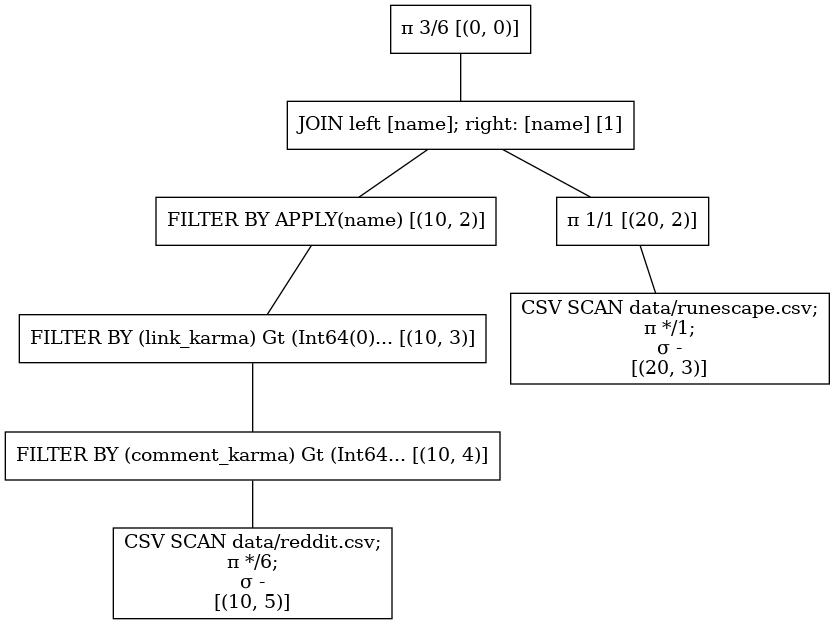 π 3/6 [(0, 0)]
JOIN left [name]; right: [name] [1]
FILTER BY APPLY(name) [(10, 2)]
π 1/1 [(20, 2)]
FILTER BY (link_karma) Gt (Int64(0)... [(10, 3)]
CSV SCAN data/runescape.csv;
π */1;
σ -
[(20, 3)]
FILTER BY (comment_karma) Gt (Int64... [(10, 4)]
CSV SCAN data/reddit.csv;
π */6;
σ -
[(10, 5)]